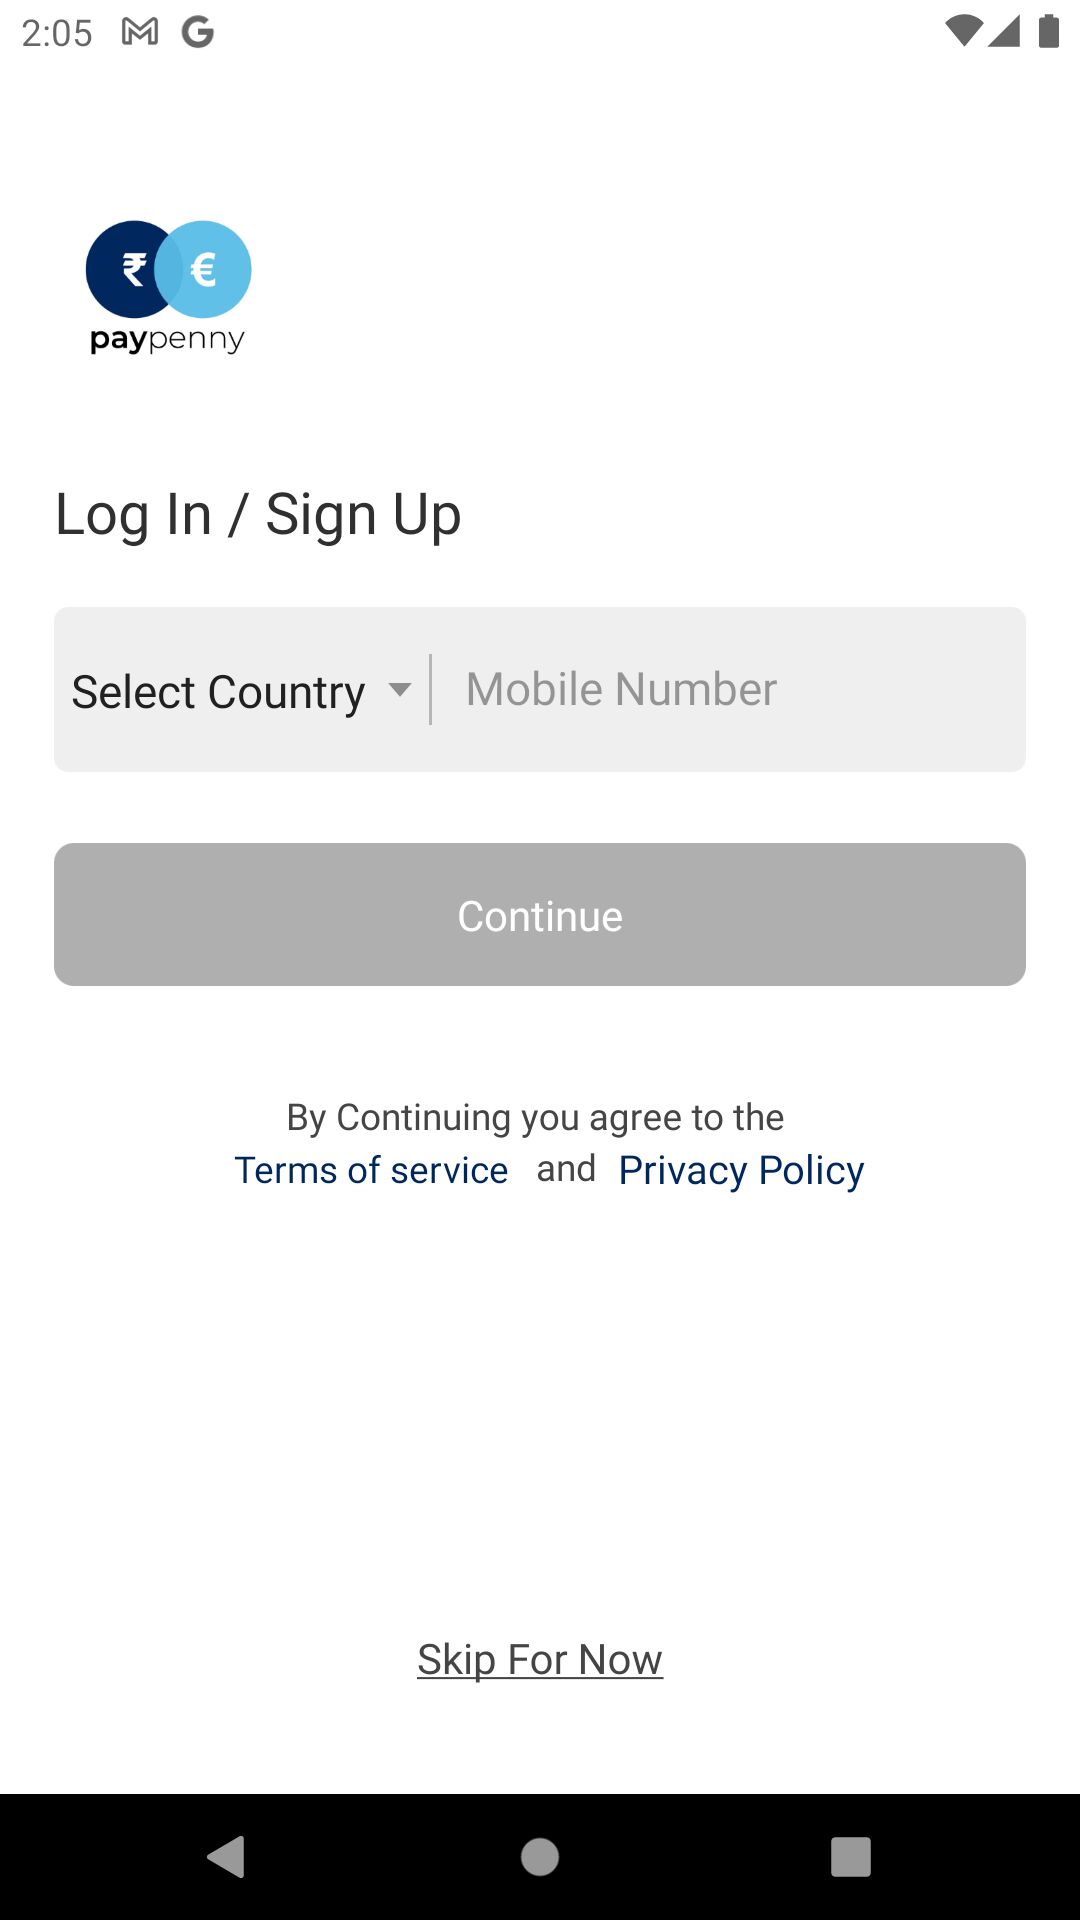 2:05
₹ €
paypenny
Log In / Sign Up
Select Country Mobile Number
Continue
By Continuing you agree to the
Terms of service and Privacy Policy
Skip For Now